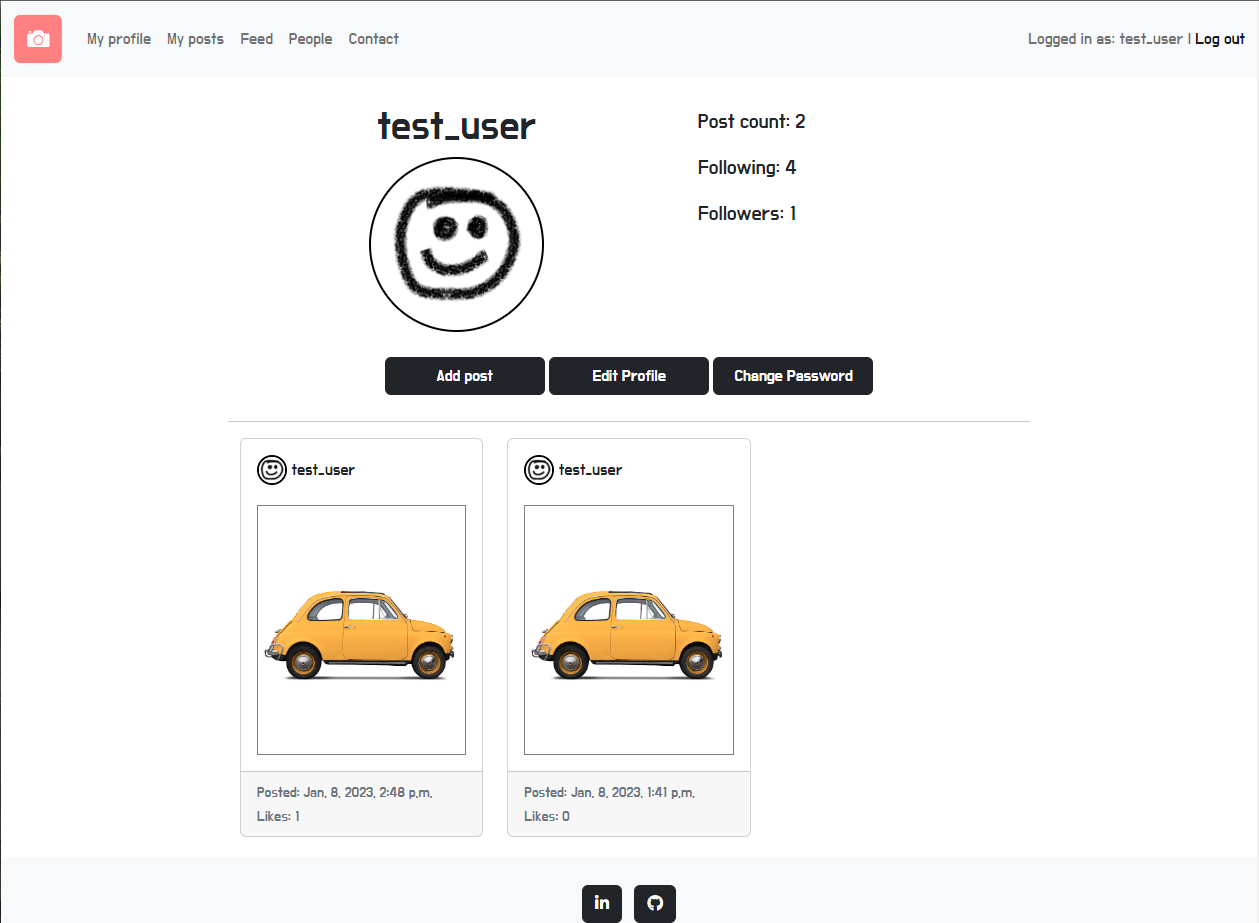 My profile My posts Feed People Contact Logged in as: test_user | Log out
test_user
Post count: 2
Following: 4
Followers: 1
Add post Edit Profile Change Password
test_user
Posted: Jan. 8, 2023, 2:48 p.m.
Likes: 1
test_user
Posted: Jan. 8, 2023, 1:41 p.m.
Likes: 0
in